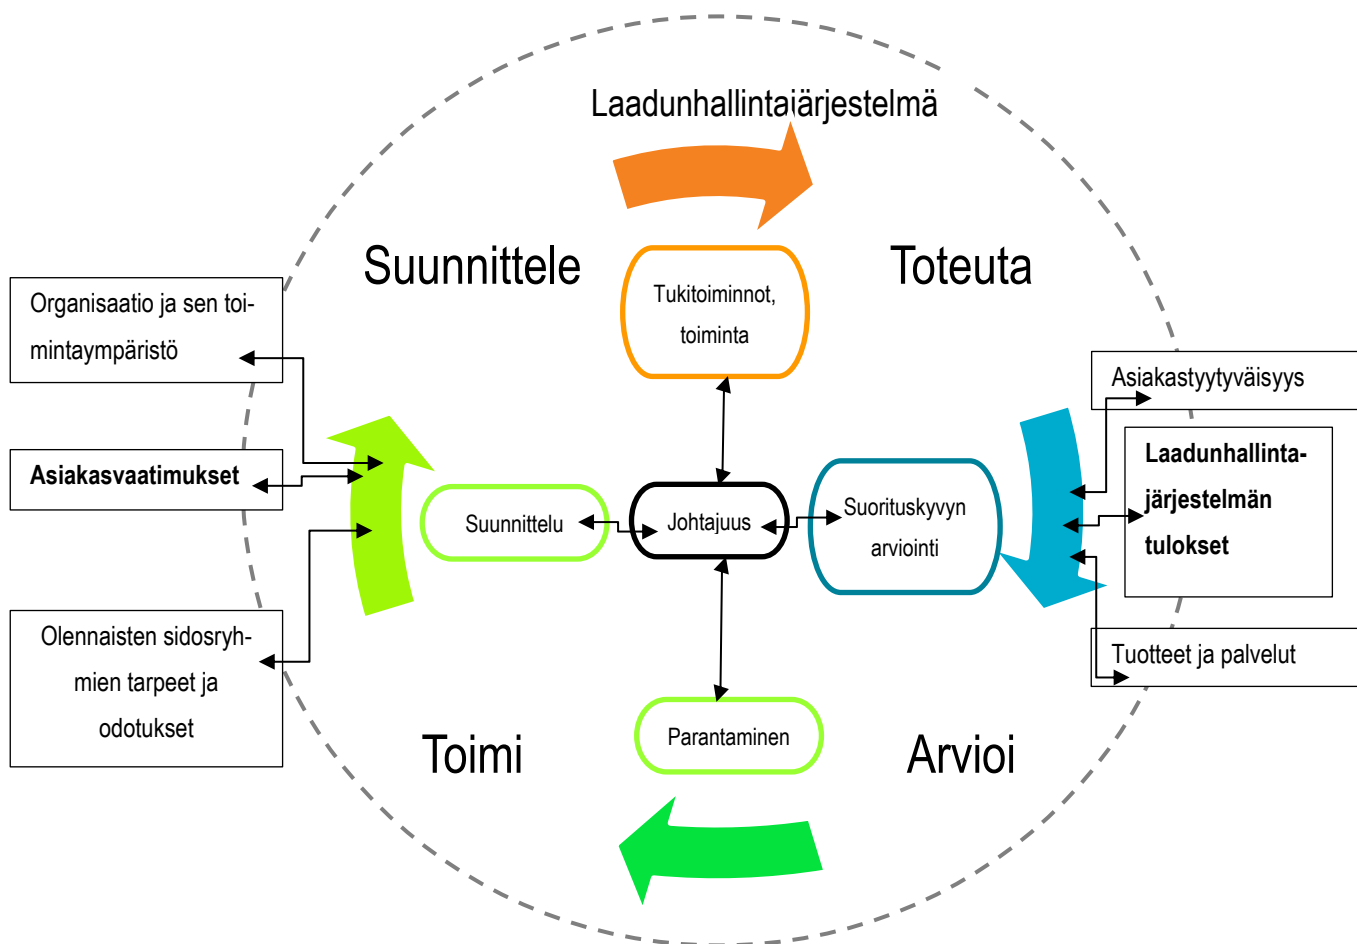 Laadunhallintajärjestelmä
Suunnittele
Toteuta
Organisaatio ja sen toi-
mintaympäristö
Tukitoiminnot,
toiminta
Asiakastyytyväisyys
Asiakasvaatimukset
Laadunhallinta-
järjestelmän
tulokset
Suunnittelu
Johtajuus
Suorituskyvyn
arviointi
Olennaisten sidosryh-
mien tarpeet ja
odotukset
Tuotteet ja palvelut
Toimi
Parantaminen
Arvioi